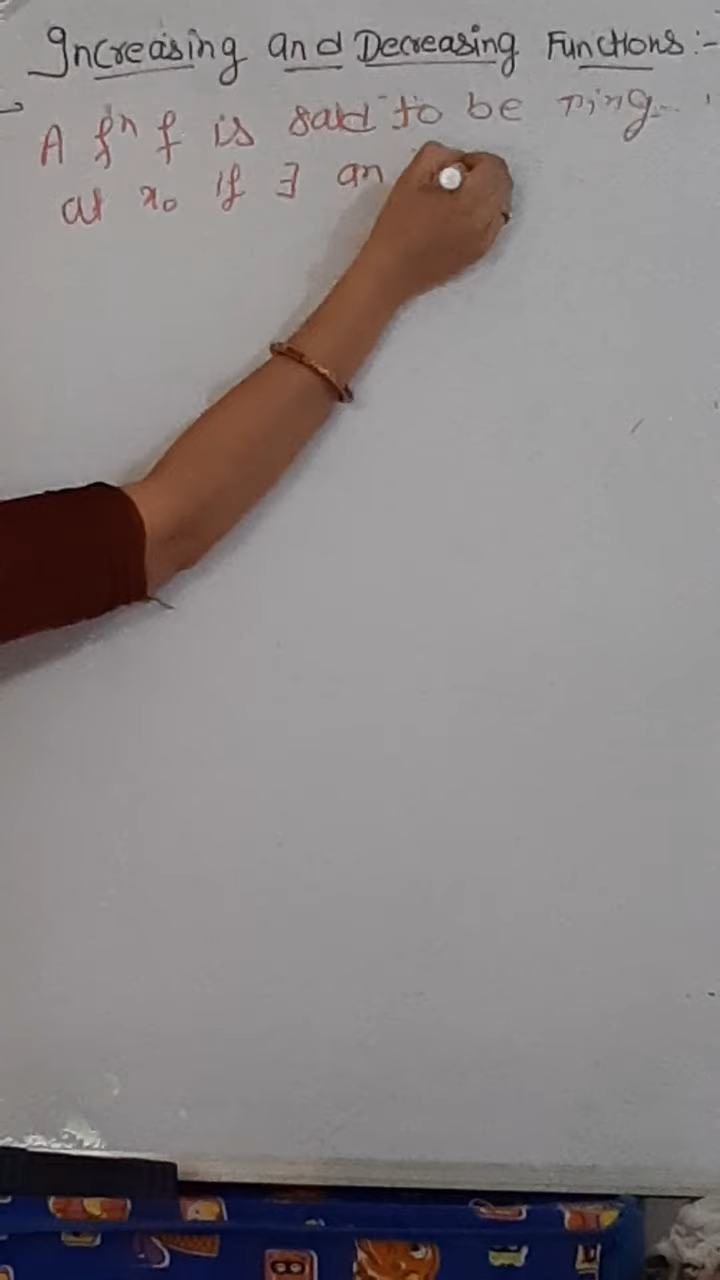 Increasing and Decreasing Functions :-
A fⁿ f is said to be ↑ing
at x₀ if ∃ an